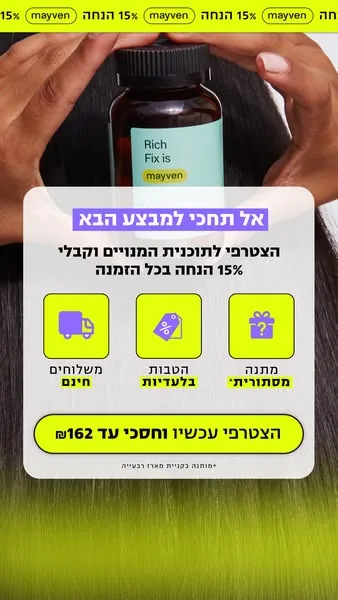 15% הנחה mayven 15% הנחה mayven 15% הנחה mayven 15%
Rich
Fix is
mayven
אל תחכי למבצע הבא
הצטרפי לתוכנית המנויים וקבלי
15% הנחה בכל הזמנה
מתנה
מסתורית*
%
הטבות
בלעדיות
משלוחים
חינם
?
הצטרפי עכשיו וחסכי עד 162₪
*מותנה בקניית מארז רבעייה